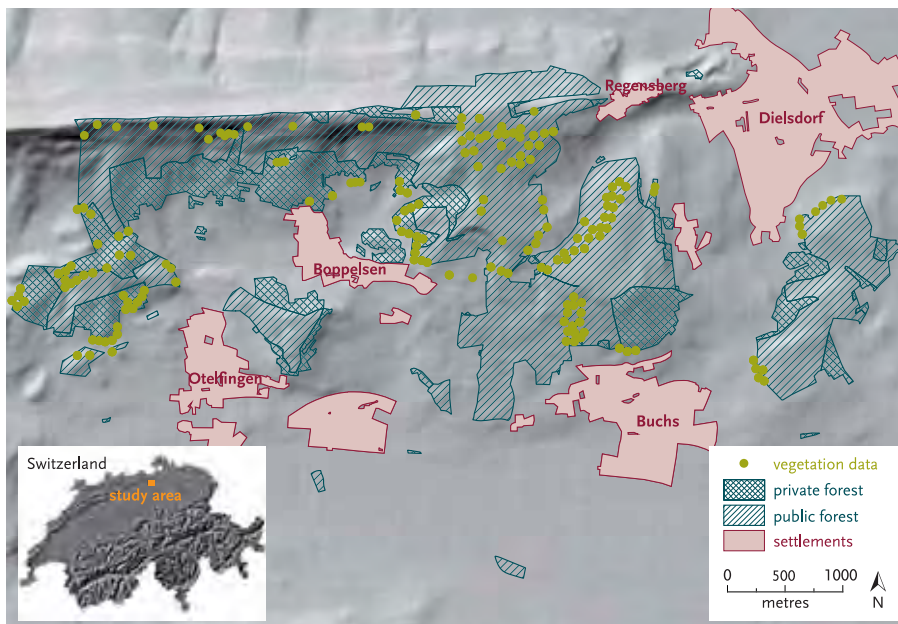 Regensberg
Dielsdorf
Boppelsen
Otelfingen
Buchs
Switzerland
study area
vegetation data
private forest
public forest
settlements
0 500 1000
metres
N